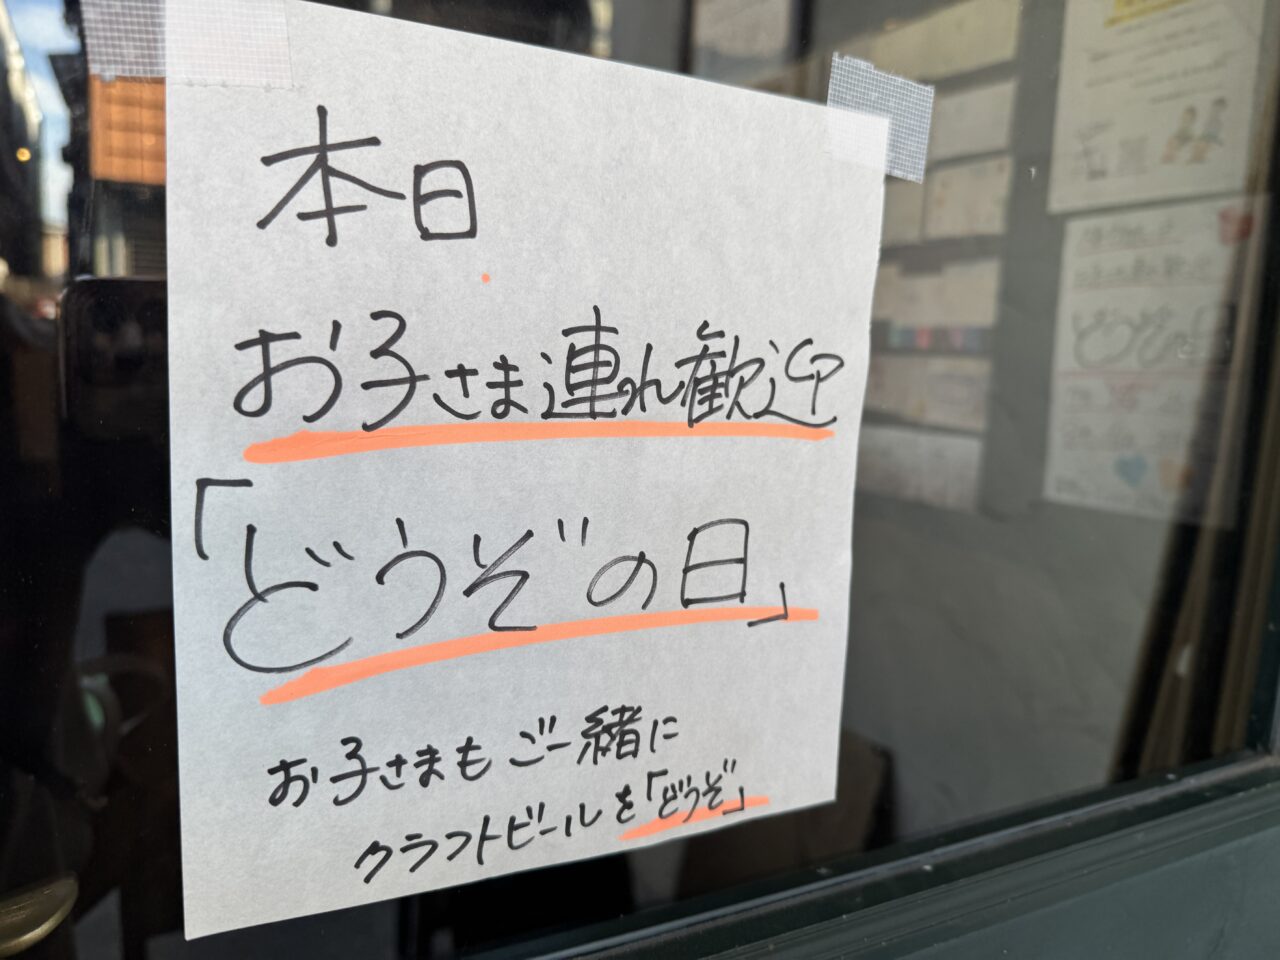 本日
お子さま連れ歓迎
「どうぞの日」
お子さまもご一緒に
クラフトビールを「どうぞ」